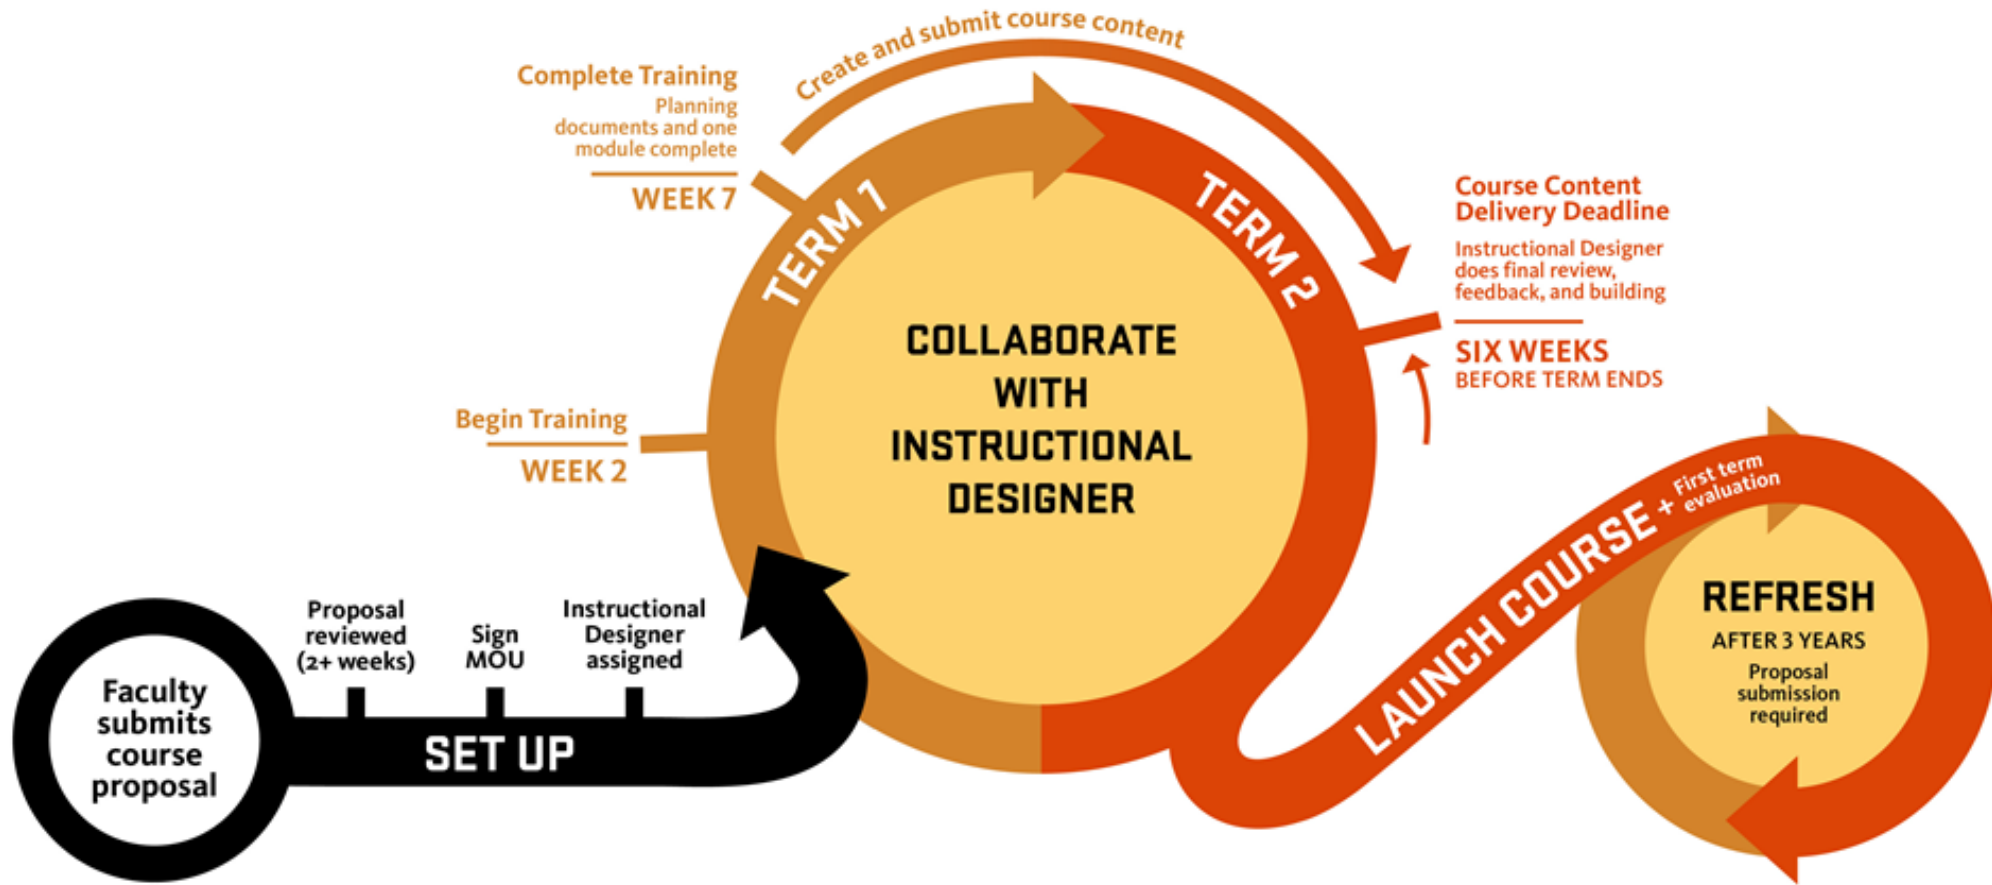 Faculty
submits
course
proposal
SET UP
Proposal
reviewed
(2+ weeks)
Sign
MOU
Instructional
Designer
assigned
Begin Training
WEEK 2
Complete Training
Planning
documents and one
module complete
WEEK 7
TERM 1
Create and submit course content
TERM 2
COLLABORATE
WITH
INSTRUCTIONAL
DESIGNER
Course Content
Delivery Deadline
Instructional Designer
does final review,
feedback, and building
SIX WEEKS
BEFORE TERM ENDS
LAUNCH COURSE +
First term
evaluation
REFRESH
AFTER 3 YEARS
Proposal
submission
required